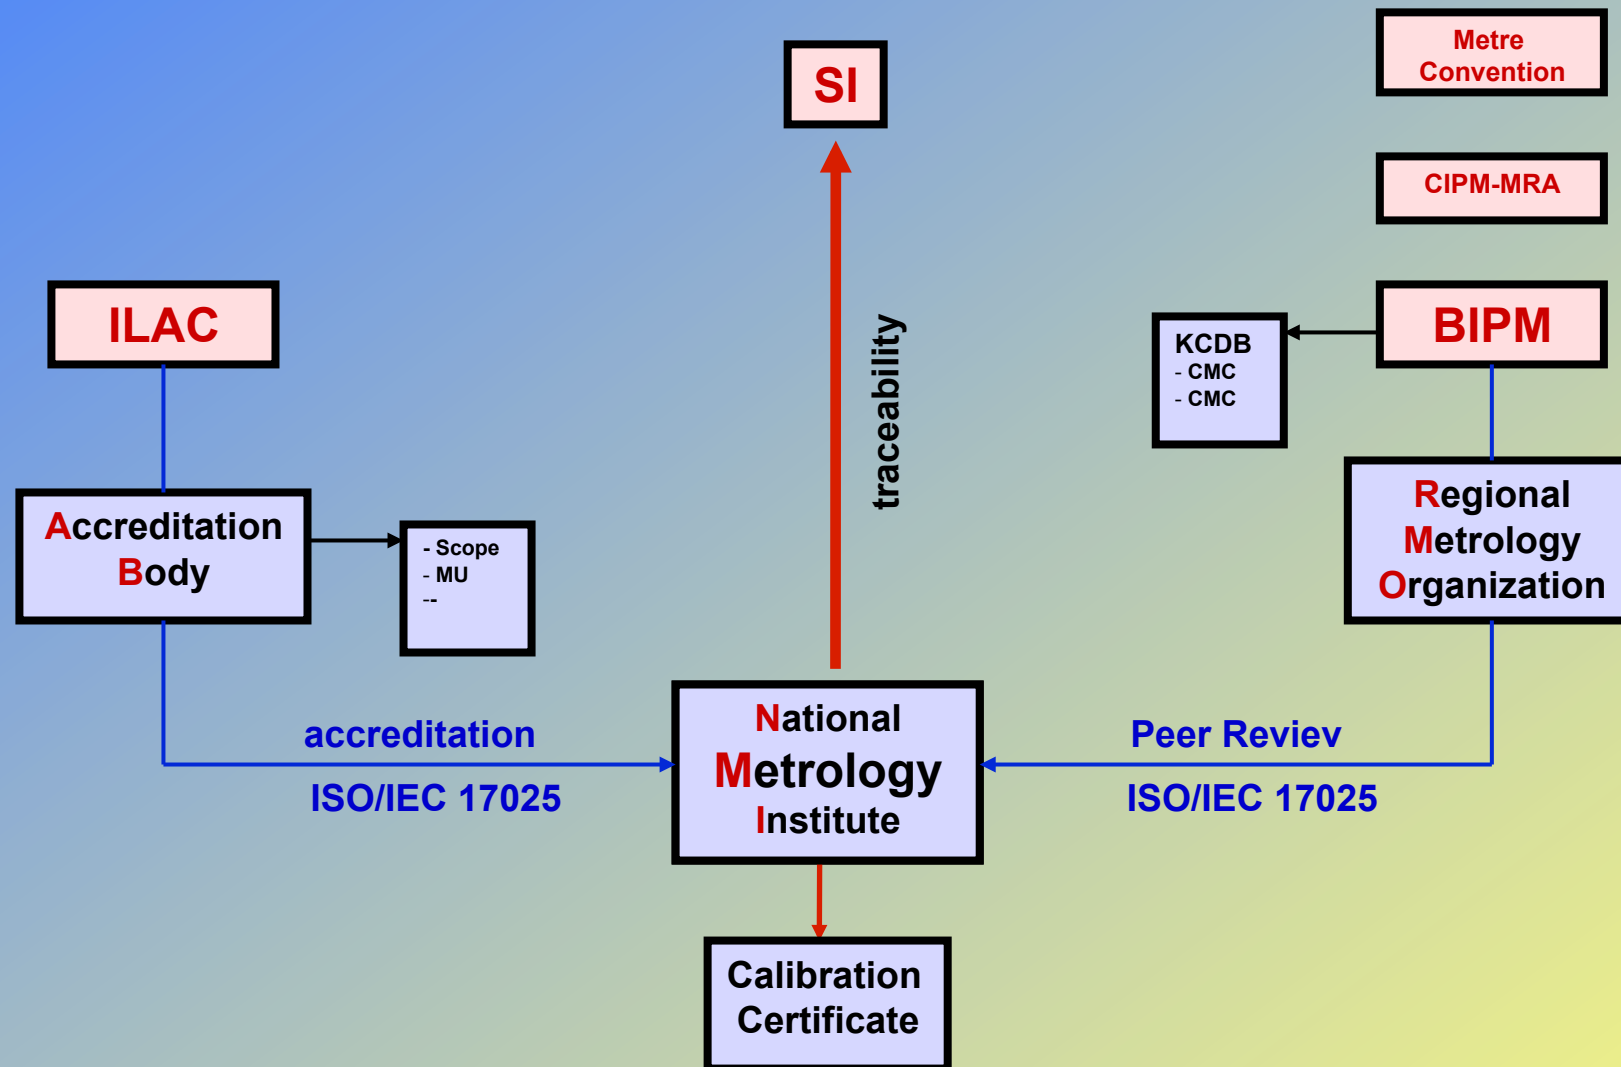 Metre
Convention
SI
CIPM-MRA
ILAC
BIPM
KCDB
- CMC
- CMC
traceability
Accreditation
Body
- Scope
- MU
--
Regional
Metrology
Organization
accreditation
ISO/IEC 17025
National
Metrology
Institute
Peer Reviev
ISO/IEC 17025
Calibration
Certificate